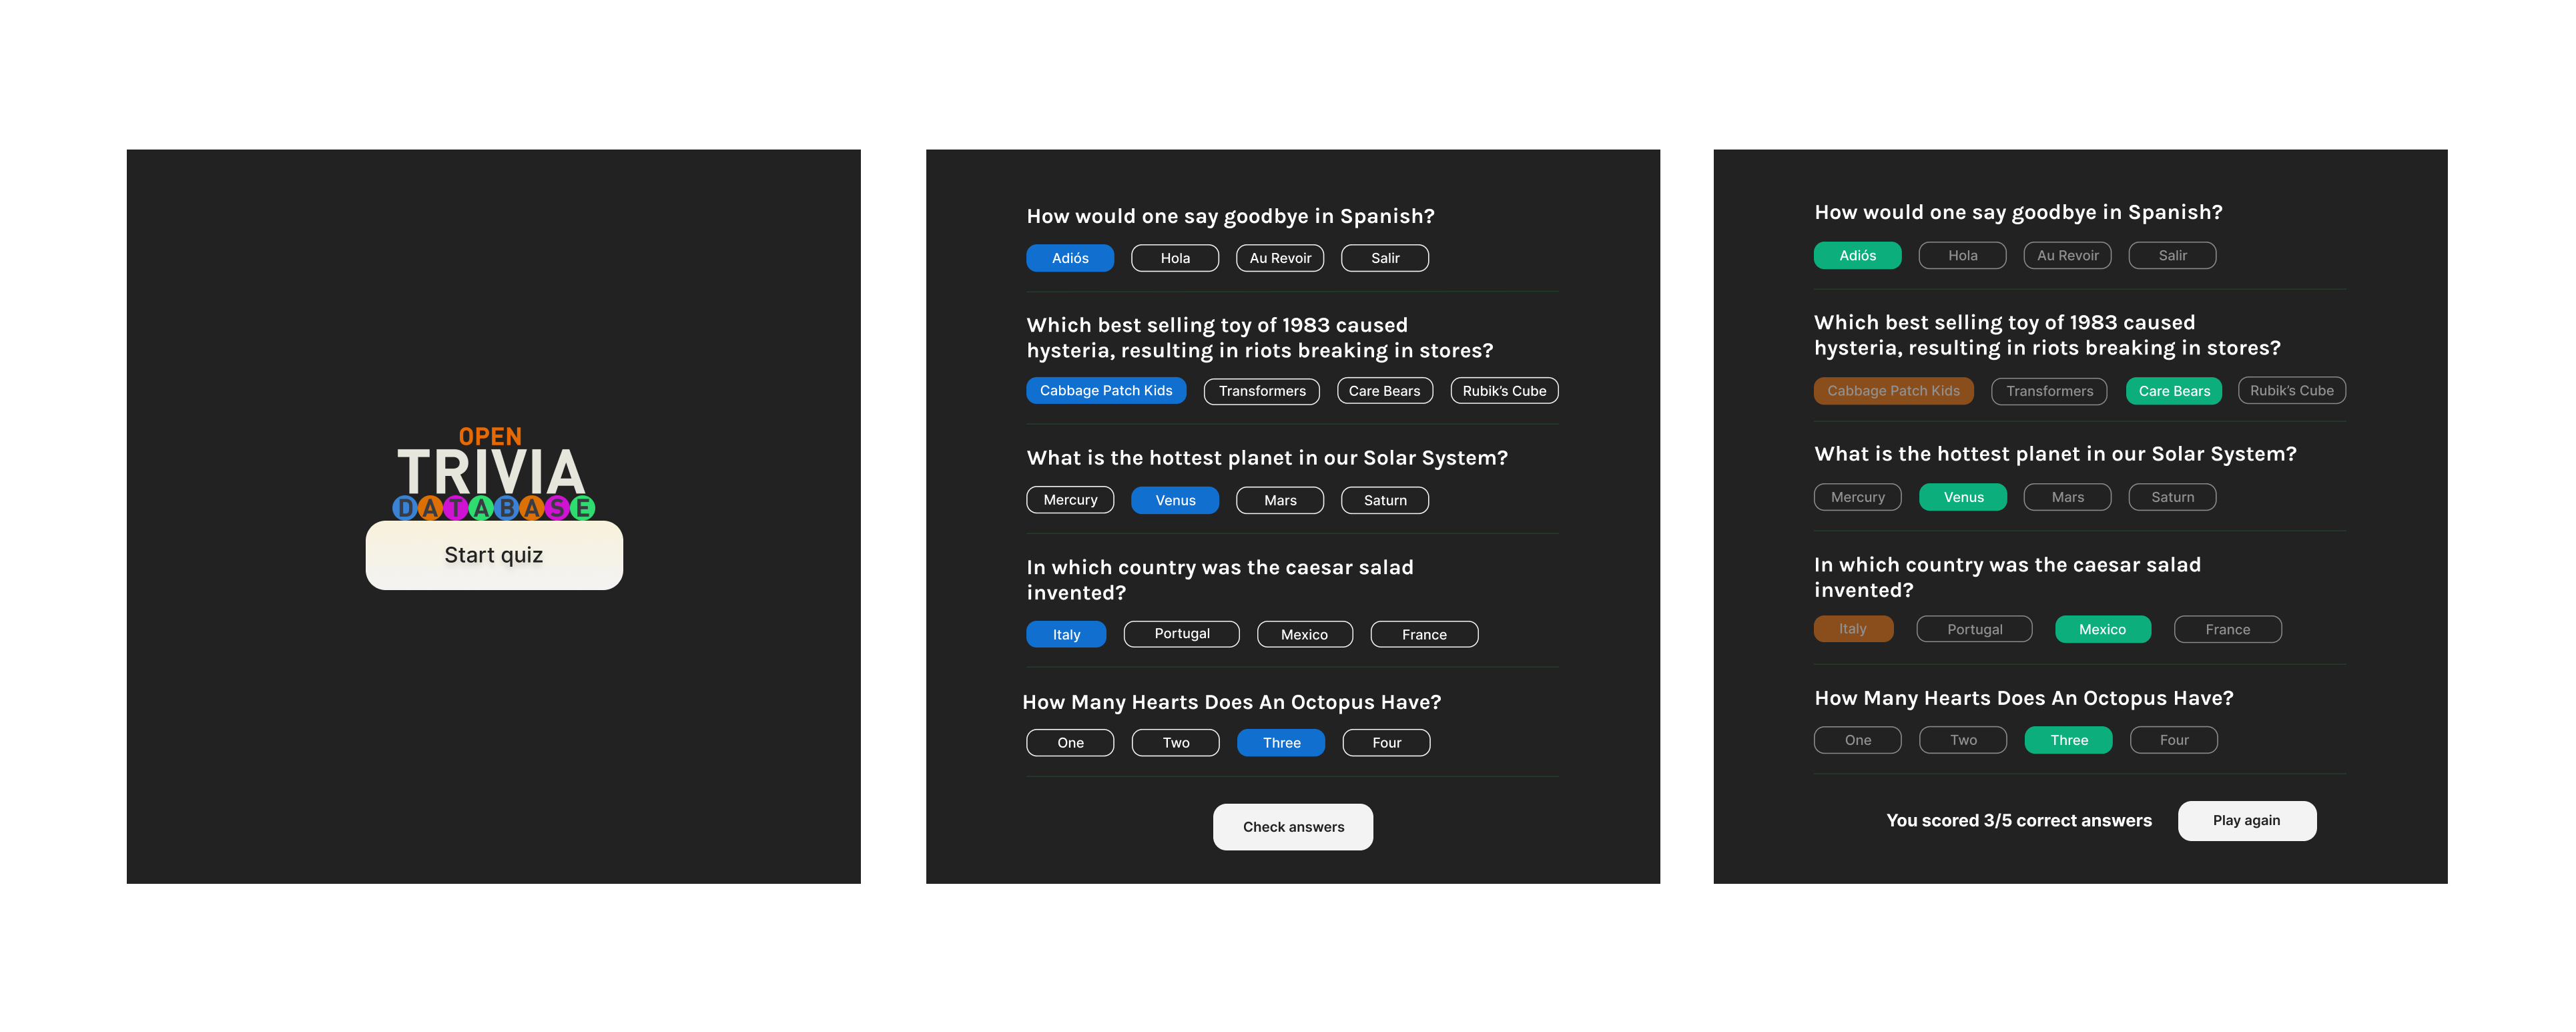 OPEN
TRIVIA
DATABASE
Start quiz
How would one say goodbye in Spanish?
Adiós Hola Au Revoir Salir
Which best selling toy of 1983 caused
hysteria, resulting in riots breaking in stores?
Cabbage Patch Kids Transformers Care Bears Rubik's Cube
What is the hottest planet in our Solar System?
Mercury Venus Mars Saturn
In which country was the caesar salad
invented?
Italy Portugal Mexico France
How Many Hearts Does An Octopus Have?
One Two Three Four
Check answers
How would one say goodbye in Spanish?
Adiós Hola Au Revoir Salir
Which best selling toy of 1983 caused
hysteria, resulting in riots breaking in stores?
Cabbage Patch Kids Transformers Care Bears Rubik's Cube
What is the hottest planet in our Solar System?
Mercury Venus Mars Saturn
In which country was the caesar salad
invented?
Italy Portugal Mexico France
How Many Hearts Does An Octopus Have?
One Two Three Four
You scored 3/5 correct answers Play again